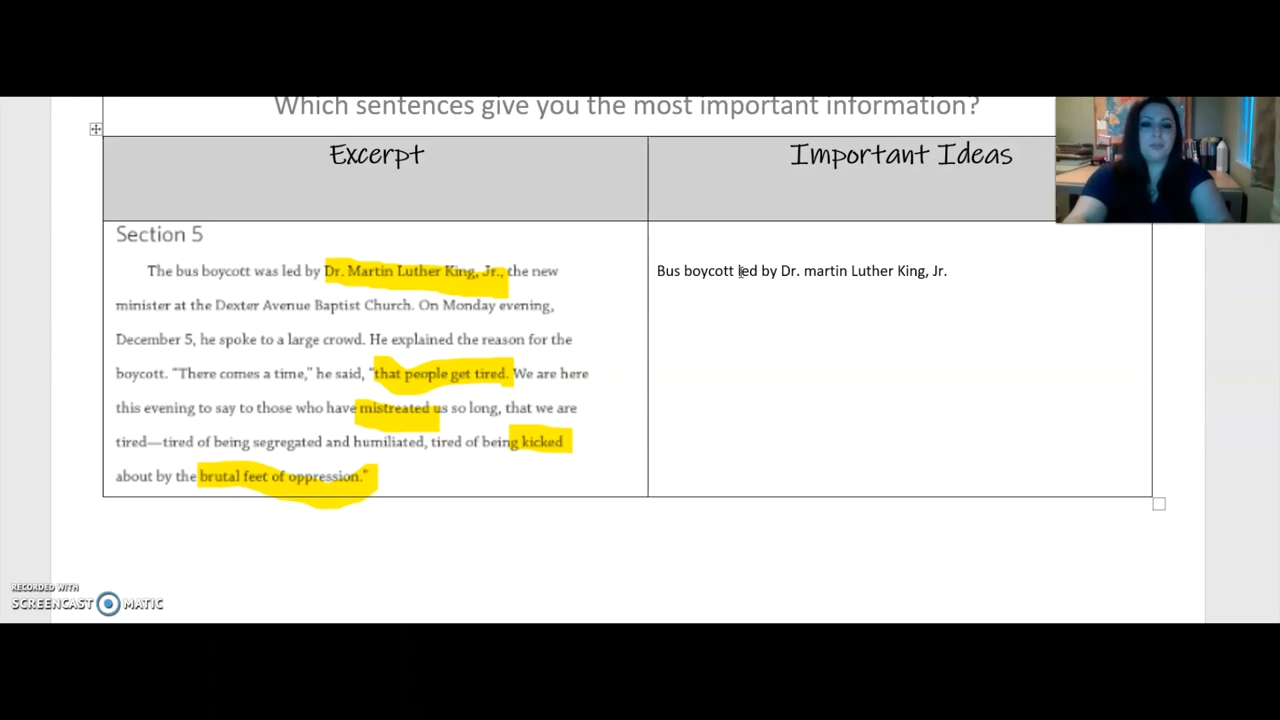 Which sentences give you the most important information?
Excerpt
Important Ideas
Section 5
The bus boycott was led by Dr. Martin Luther King, Jr., the new
minister at the Dexter Avenue Baptist Church. On Monday evening,
December 5, he spoke to a large crowd. He explained the reason for the
boycott. “There comes a time,” he said, “that people get tired. We are here
this evening to say to those who have mistreated us so long, that we are
tired—tired of being segregated and humiliated, tired of being kicked
about by the brutal feet of oppression.”
Bus boycott led by Dr. martin Luther King, Jr.
RECORDED WITH
SCREENCAST MATIC